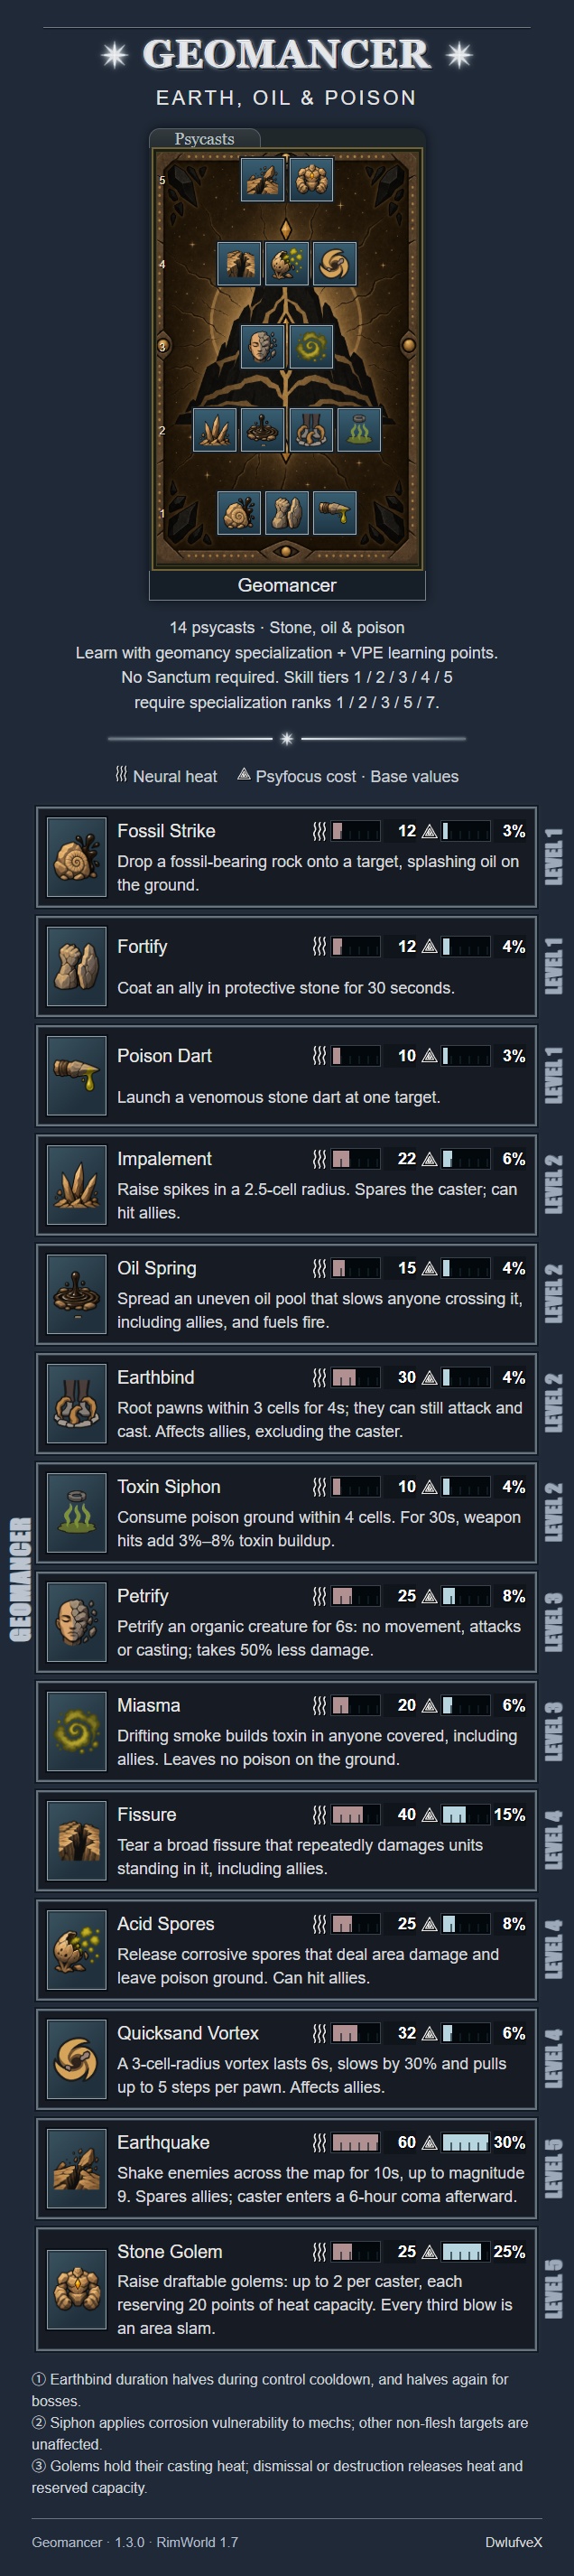 GEOMANCER
EARTH, OIL & POISON
Psycasts
5
4
3
2
1
Geomancer
14 psycasts · Stone, oil & poison
Learn with geomancy specialization + VPE learning points.
No Sanctum required. Skill tiers 1 / 2 / 3 / 4 / 5
require specialization ranks 1 / 2 / 3 / 5 / 7.
Neural heat Psyfocus cost · Base values
Fossil Strike 12 3%
Drop a fossil-bearing rock onto a target, splashing oil on
the ground.
LEVEL 1
Fortify 12 4%
Coat an ally in protective stone for 30 seconds.
LEVEL 1
Poison Dart 10 3%
Launch a venomous stone dart at one target.
LEVEL 1
Impalement 22 6%
Raise spikes in a 2.5-cell radius. Spares the caster; can
hit allies.
LEVEL 2
Oil Spring 15 4%
Spread an uneven oil pool that slows anyone crossing it,
including allies, and fuels fire.
LEVEL 2
Earthbind 30 4%
Root pawns within 3 cells for 4s; they can still attack and
cast. Affects allies, excluding the caster.
LEVEL 2
Toxin Siphon 10 4%
Consume poison ground within 4 cells. For 30s, weapon
hits add 3%–8% toxin buildup.
LEVEL 2
GEOMANCER
Petrify 25 8%
Petrify an organic creature for 6s: no movement, attacks
or casting; takes 50% less damage.
LEVEL 3
Miasma 20 6%
Drifting smoke builds toxin in anyone covered, including
allies. Leaves no poison on the ground.
LEVEL 3
Fissure 40 15%
Tear a broad fissure that repeatedly damages units
standing in it, including allies.
LEVEL 4
Acid Spores 25 8%
Release corrosive spores that deal area damage and
leave poison ground. Can hit allies.
LEVEL 4
Quicksand Vortex 32 6%
A 3-cell-radius vortex lasts 6s, slows by 30% and pulls
up to 5 steps per pawn. Affects allies.
LEVEL 4
Earthquake 60 30%
Shake enemies across the map for 10s, up to magnitude
9. Spares allies; caster enters a 6-hour coma afterward.
LEVEL 5
Stone Golem 25 25%
Raise draftable golems: up to 2 per caster, each
reserving 20 points of heat capacity. Every third blow is
an area slam.
LEVEL 5
① Earthbind duration halves during control cooldown, and halves again for
bosses.
② Siphon applies corrosion vulnerability to mechs; other non-flesh targets are
unaffected.
③ Golems hold their casting heat; dismissal or destruction releases heat and
reserved capacity.
Geomancer · 1.3.0 · RimWorld 1.7
DwlufveX